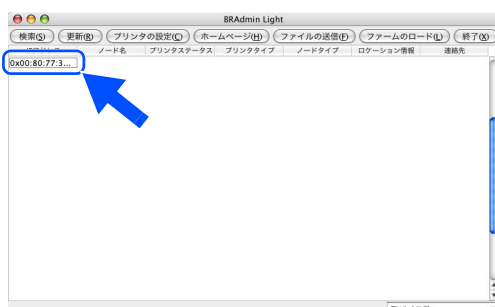 BRAdmin Light
検索(S) 更新(R) プリンタの設定(C) ホームページ(H) ファイルの送信(F) ファームのロード(L) 終了(X)
ノード名 プリンタステータス プリンタタイプ ノードタイプ ロケーション情報 連絡先
0x00:80:77:3...